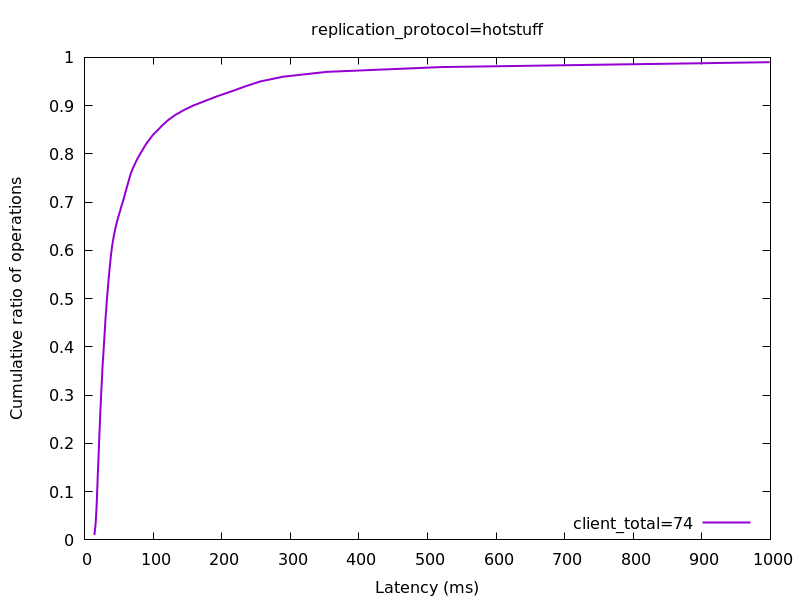 replication_protocol=hotstuff
1
0.9
0.8
0.7
0.6
0.5
0.4
0.3
0.2
0.1
0
Cumulative ratio of operations
client_total=74
0 100 200 300 400 500 600 700 800 900 1000
Latency (ms)